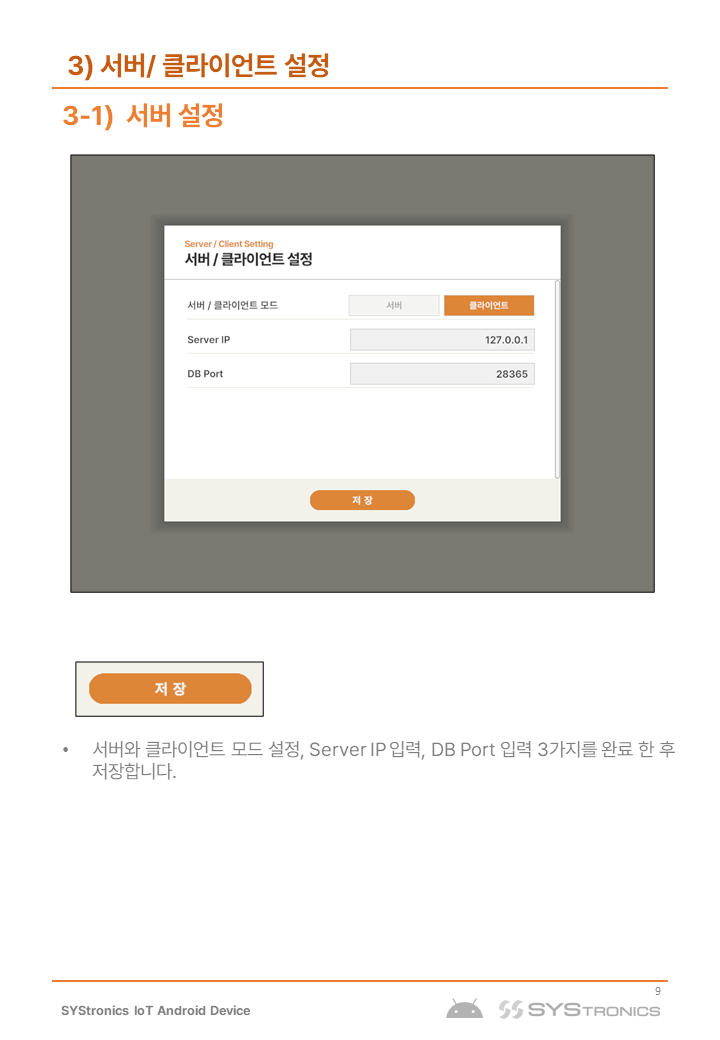 3) 서버/ 클라이언트 설정
3-1) 서버 설정
Server / Client Setting
서버 / 클라이언트 설정
서버 / 클라이언트 모드 서버 클라이언트
Server IP 127.0.0.1
DB Port 28365
저 장
저 장
• 서버와 클라이언트 모드 설정, Server IP 입력, DB Port 입력 3가지를 완료 한 후
저장합니다.
9
SYStronics IoT Android Device
SYSTRONICS